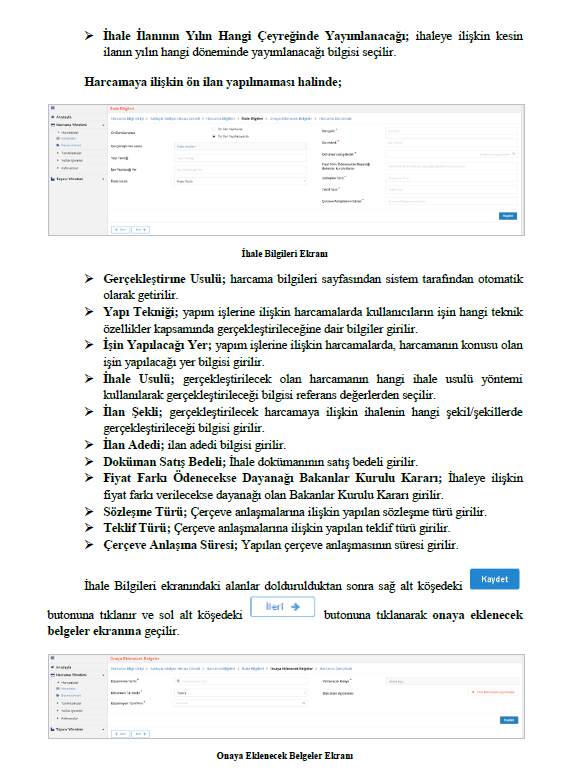 ➢ İhale İlanının Yılın Hangi Çeyreğinde Yayımlanacağı; ihaleye ilişkin kesin
ilanın yılın hangi döneminde yayımlanacağı bilgisi seçilir.
Harcamaya ilişkin ön ilan yapılmaması halinde;
İhale Bilgileri
Anasayfa
Harcama Yönetimi
İhale Bilgileri Ekranı
➢ Gerçekleştirme Usulü; harcama bilgileri sayfasından sistem tarafından otomatik
olarak getirilir.
➢ Yapı Tekniği; yapım işlerine ilişkin harcamalarda kullanıcıların işin hangi teknik
özellikler kapsamında gerçekleştirileceğine dair bilgiler girilir.
➢ İşin Yapılacağı Yer; yapım işlerine ilişkin harcamalarda, harcamanın konusu olan
işin yapılacağı yer bilgisi girilir.
➢ İhale Usulü; gerçekleştirilecek olan harcamanın hangi ihale usulü yöntemi
kullanılarak gerçekleştirileceği bilgisi referans değerlerden seçilir.
➢ İlan Şekli; gerçekleştirilecek harcamaya ilişkin ihalenin hangi şekil/şekillerde
gerçekleştirileceği bilgisi girilir.
➢ İlan Adedi; ilan adedi bilgisi girilir.
➢ Doküman Satış Bedeli; İhale dokümanının satış bedeli girilir.
➢ Fiyat Farkı Ödenecekse Dayanağı Bakanlar Kurulu Kararı; İhaleye ilişkin
fiyat farkı verilecekse dayanağı olan Bakanlar Kurulu Kararı girilir.
➢ Sözleşme Türü; Çerçeve anlaşmalarına ilişkin yapılan sözleşme türü girilir.
➢ Teklif Türü; Çerçeve anlaşmalarına ilişkin yapılan teklif türü girilir.
➢ Çerçeve Anlaşma Süresi; Yapılan çerçeve anlaşmasının süresi girilir.
İhale Bilgileri ekranındaki alanlar doldurulduktan sonra sağ alt köşedeki Kaydet
butonuna tıklanır ve sol alt köşedeki İleri → butonuna tıklanarak onaya eklenecek
belgeler ekranına geçilir.
Onaya Eklenecek Belgeler
Anasayfa
Harcama Yönetimi
Onaya Eklenecek Belgeler Ekranı